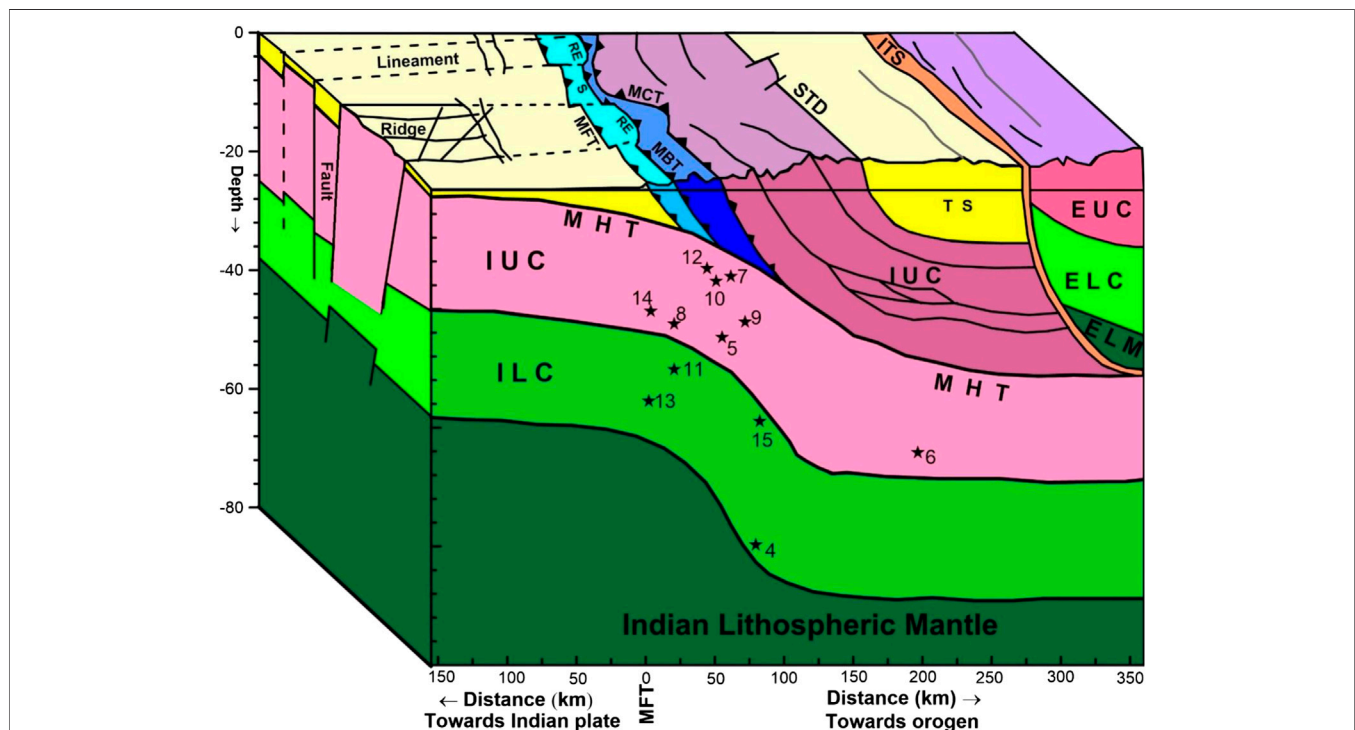 0
-20
-40
-60
-80
Depth →
Lineament
Ridge
Fault
RE
S
RE
MFT
MCT
MBT
STD
ITS
M H T
I U C
I L C
I U C
T S
E U C
E L C
E L M
M H T
12
7
10
14
8
9
5
11
13
15
6
4
Indian Lithospheric Mantle
150 100 50 0 50 100 150 200 250 300 350
← Distance (km)
Towards Indian plate
MFT
Distance (km) →
Towards orogen